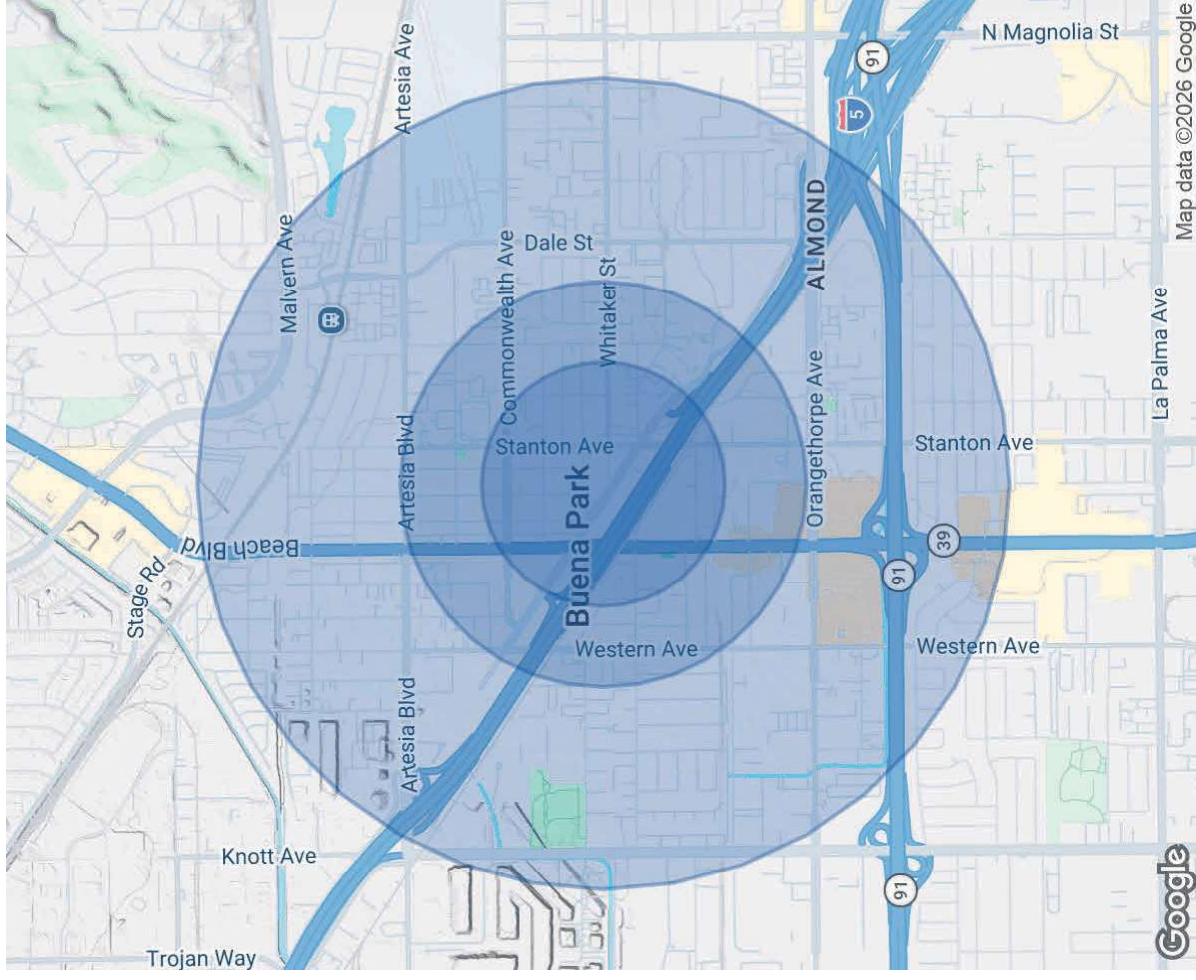 N Magnolia St
91
5
Artesia Ave
Malvern Ave
Commonwealth Ave
Dale St
Whitaker St
ALMOND
Orangethorpe Ave
La Palma Ave
Artesia Blvd
Stanton Ave
Stanton Ave
Buena Park
Beach Blvd
Stage Rd
39
91
Western Ave
Western Ave
Artesia Blvd
Knott Ave
91
Trojan Way
Google
Map data ©2026 Google